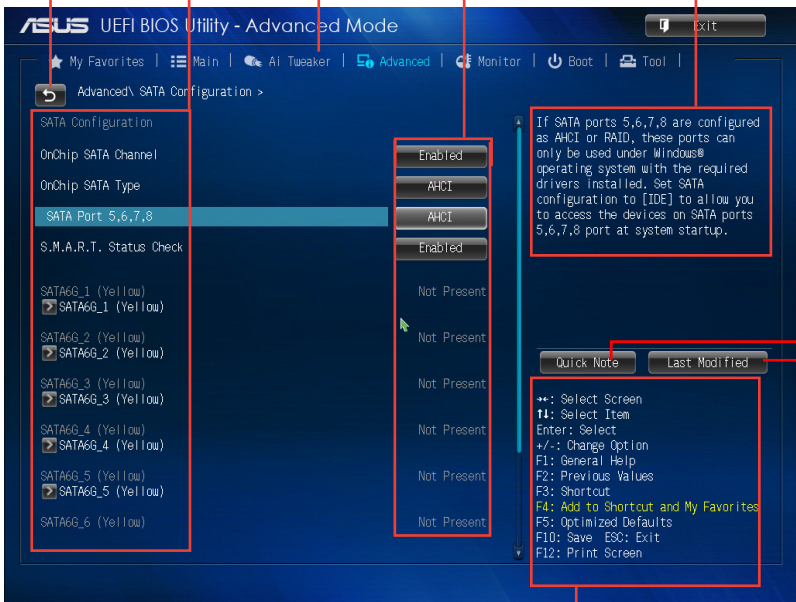 ASUS UEFI BIOS Utility - Advanced Mode
Exit
My Favorites | Main | Ai Tweaker | Advanced | Monitor | Boot | Tool |
Advanced\ SATA Configuration >
SATA Configuration
OnChip SATA Channel Enabled
OnChip SATA Type AHCI
SATA Port 5,6,7,8 AHCI
S.M.A.R.T. Status Check Enabled
SATA6G_1 (Yellow) Not Present
SATA6G_1 (Yellow)
SATA6G_2 (Yellow) Not Present
SATA6G_2 (Yellow)
SATA6G_3 (Yellow) Not Present
SATA6G_3 (Yellow)
SATA6G_4 (Yellow) Not Present
SATA6G_4 (Yellow)
SATA6G_5 (Yellow) Not Present
SATA6G_5 (Yellow)
SATA6G_6 (Yellow) Not Present
If SATA ports 5,6,7,8 are configured
as AHCI or RAID, these ports can
only be used under Windows®
operating system with the required
drivers installed. Set SATA
configuration to [IDE] to allow you
to access the devices on SATA ports
5,6,7,8 port at system startup.
Quick Note
Last Modified
→←: Select Screen
↑↓: Select Item
Enter: Select
+/-: Change Option
F1: General Help
F2: Previous Values
F3: Shortcut
F4: Add to Shortcut and My Favorites
F5: Optimized Defaults
F10: Save ESC: Exit
F12: Print Screen